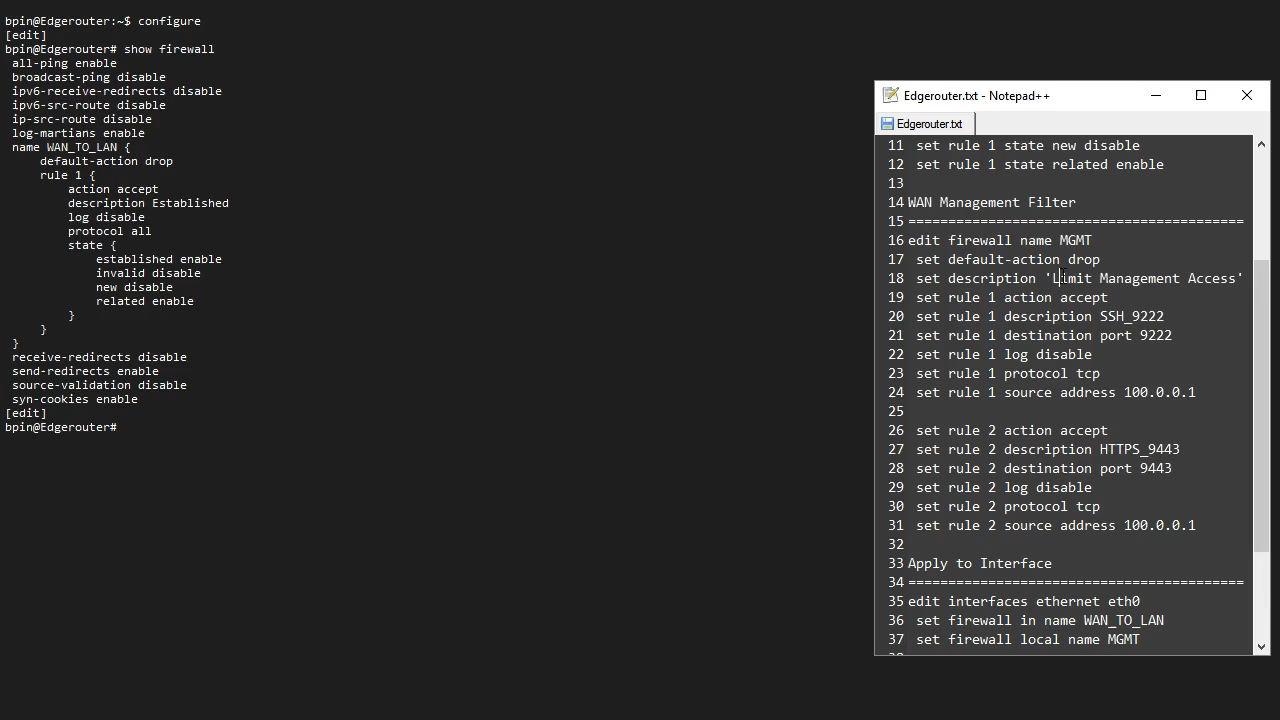 bpin@Edgerouter:~$ configure
[edit]
bpin@Edgerouter# show firewall
all-ping enable
broadcast-ping disable
ipv6-receive-redirects disable
ipv6-src-route disable
ip-src-route disable
log-martians enable
name WAN_TO_LAN {
default-action drop
rule 1 {
action accept
description Established
log disable
protocol all
state {
established enable
invalid disable
new disable
related enable
}
}
}
receive-redirects disable
send-redirects enable
source-validation disable
syn-cookies enable
[edit]
bpin@Edgerouter#
Edgerouter.txt - Notepad++
Edgerouter.txt
11 set rule 1 state new disable
12 set rule 1 state related enable
13
14 WAN Management Filter
15 ==========================================
16 edit firewall name MGMT
17 set default-action drop
18 set description 'Limit Management Access'
19 set rule 1 action accept
20 set rule 1 description SSH_9222
21 set rule 1 destination port 9222
22 set rule 1 log disable
23 set rule 1 protocol tcp
24 set rule 1 source address 100.0.0.1
25
26 set rule 2 action accept
27 set rule 2 description HTTPS_9443
28 set rule 2 destination port 9443
29 set rule 2 log disable
30 set rule 2 protocol tcp
31 set rule 2 source address 100.0.0.1
32
33 Apply to Interface
34 ==========================================
35 edit interfaces ethernet eth0
36 set firewall in name WAN_TO_LAN
37 set firewall local name MGMT